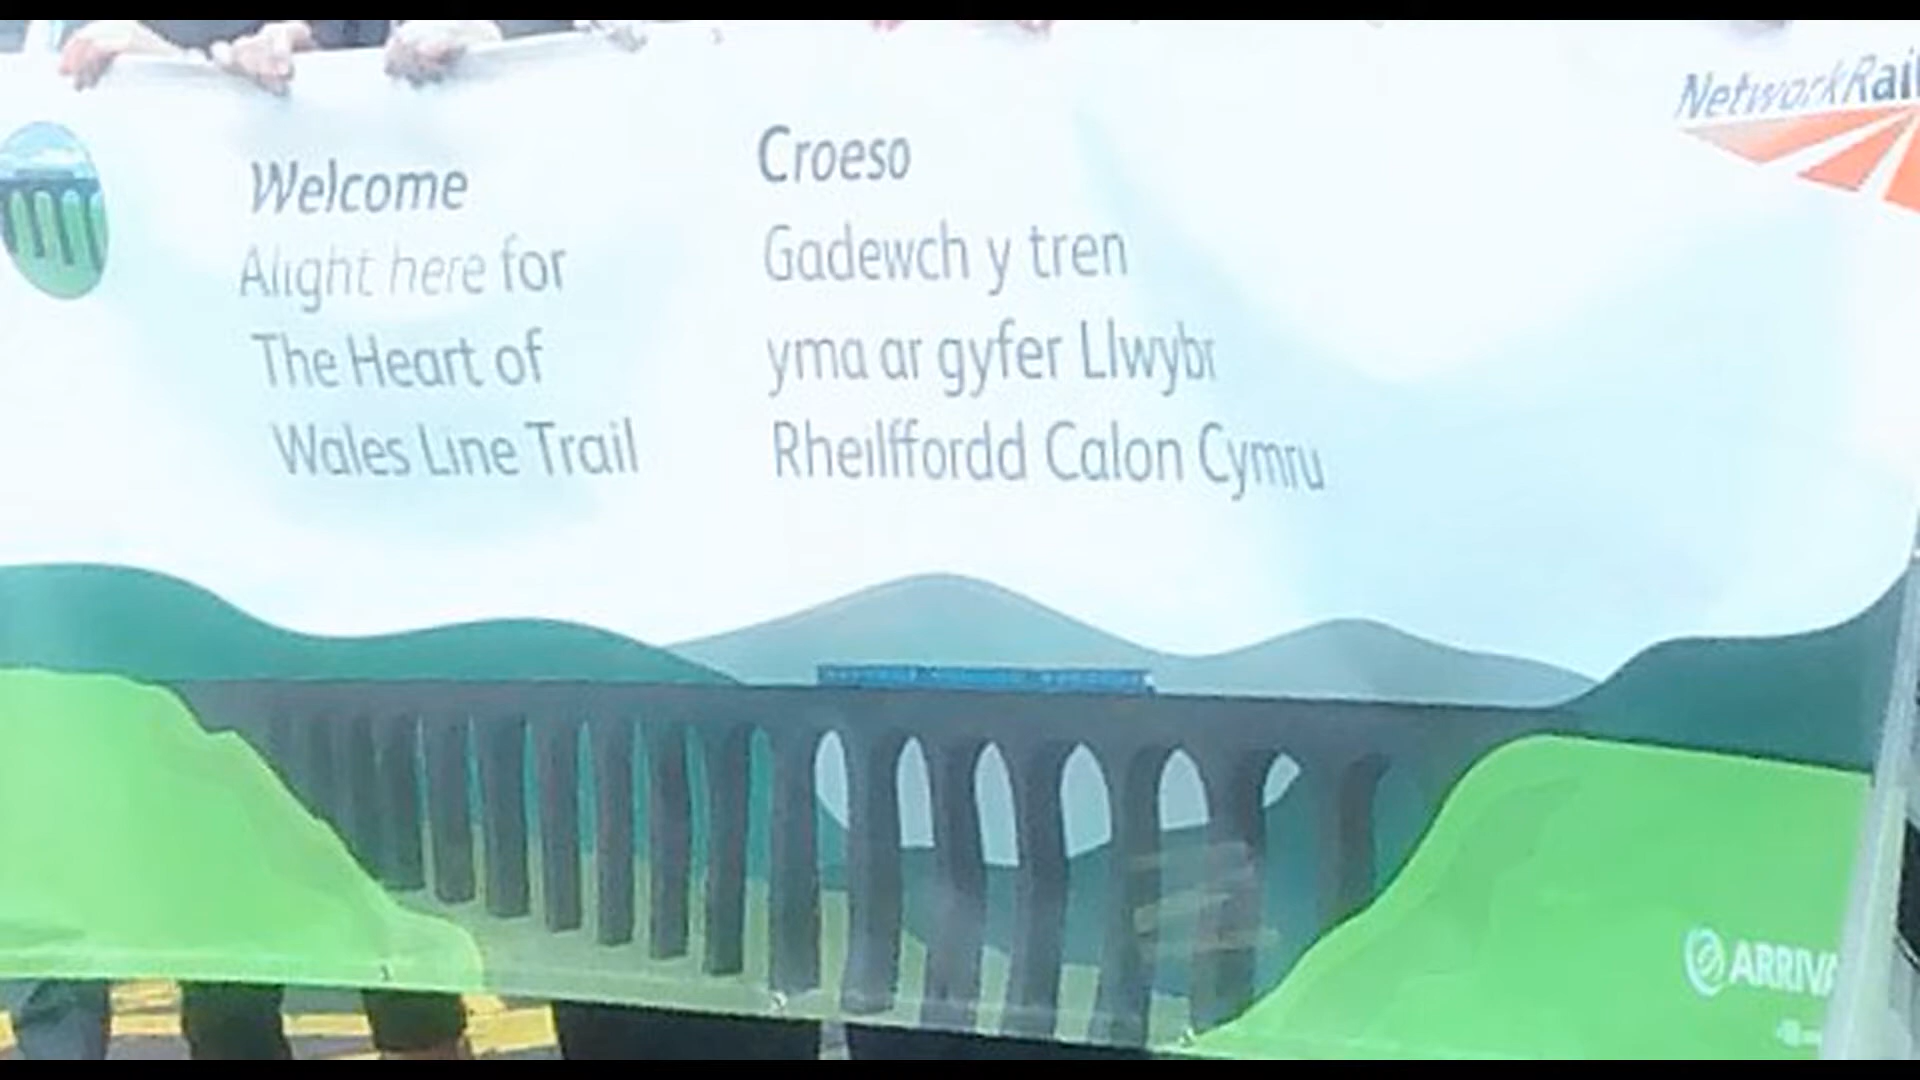 Welcome
Alight here for
The Heart of
Wales Line Trail
Croeso
Gadewch y tren
yma ar gyfer Llwybr
Rheilffordd Calon Cymru
NetworkRail
ARRIVA